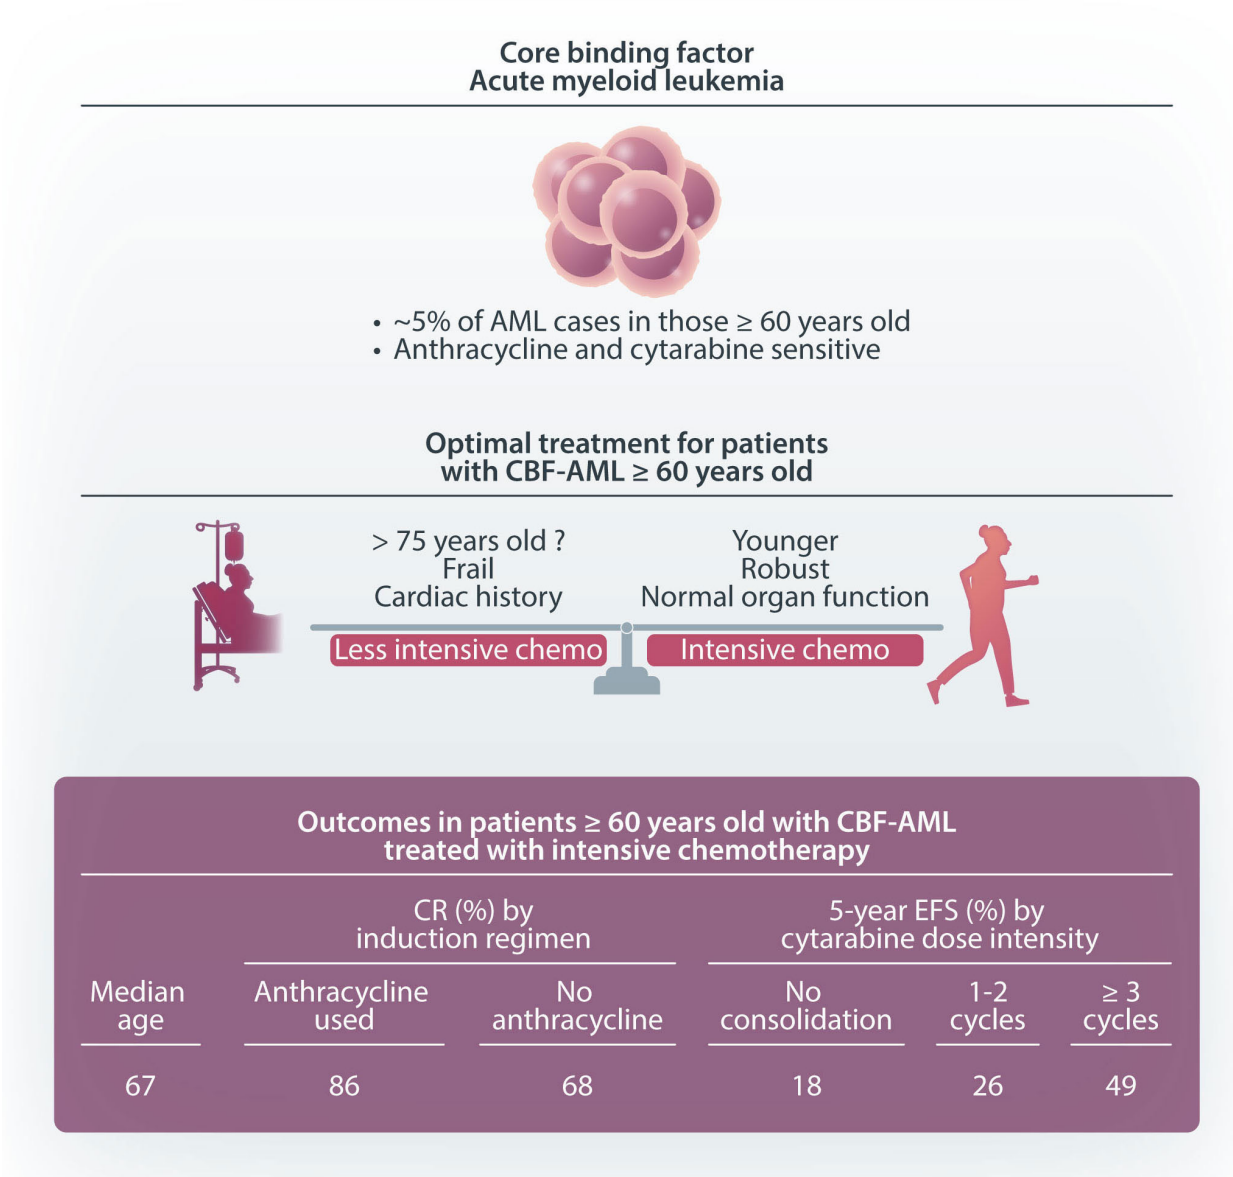 Core binding factor
Acute myeloid leukemia
• ~5% of AML cases in those ≥ 60 years old
• Anthracycline and cytarabine sensitive
Optimal treatment for patients
with CBF-AML ≥ 60 years old
> 75 years old ?
Frail
Cardiac history
Less intensive chemo
Younger
Robust
Normal organ function
Intensive chemo
Outcomes in patients ≥ 60 years old with CBF-AML
treated with intensive chemotherapy
CR (%) by
induction regimen
5-year EFS (%) by
cytarabine dose intensity
Median
age
Anthracycline
used
No
anthracycline
No
consolidation
1-2
cycles
≥ 3
cycles
67 86 68 18 26 49